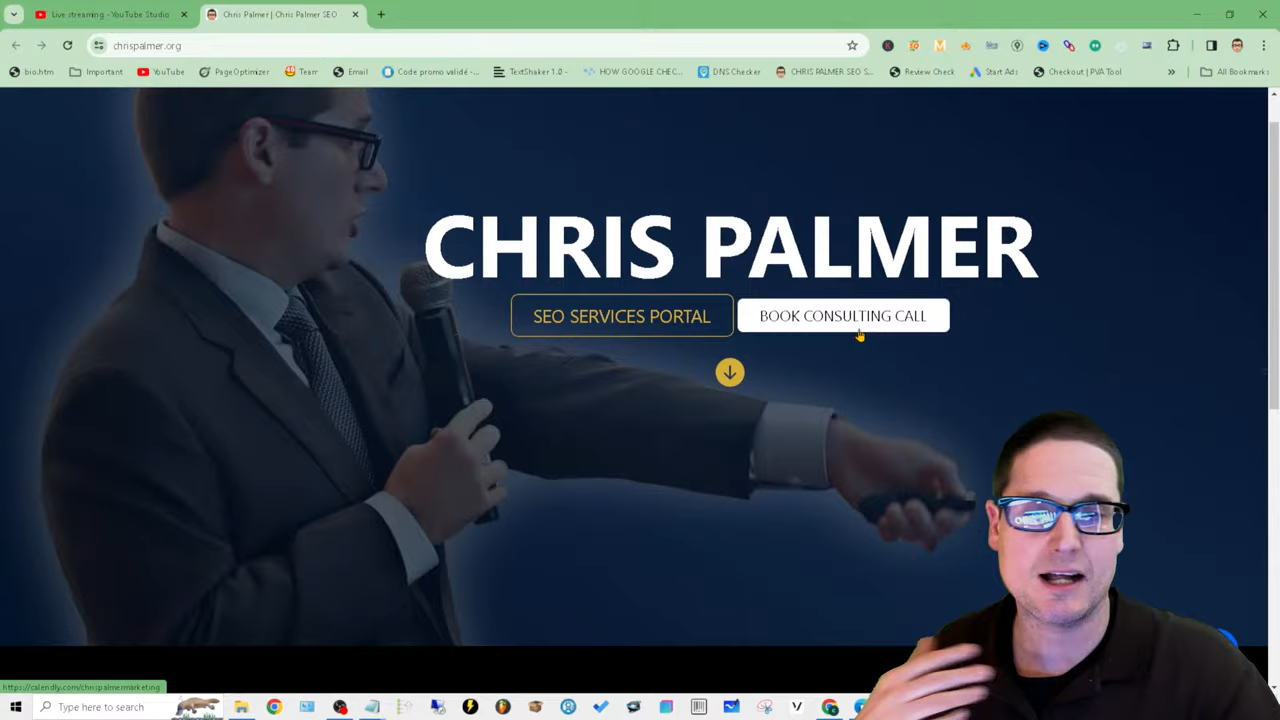 Live streaming - YouTube Studio
Chris Palmer | Chris Palmer SEO
chrispalmer.org
bio.htm
Important
YouTube
PageOptimizer
Team
Email
Code promo validé -...
TextShaker 1.0 -
HOW GOOGLE CHEC...
DNS Checker
CHRIS PALMER SEO S...
Review Check
Start Ads
Checkout | PVA Tool
»
All Bookmarks
CHRIS PALMER
SEO SERVICES PORTAL
BOOK CONSULTING CALL
https://calendly.com/chrispalmermarketing
Type here to search